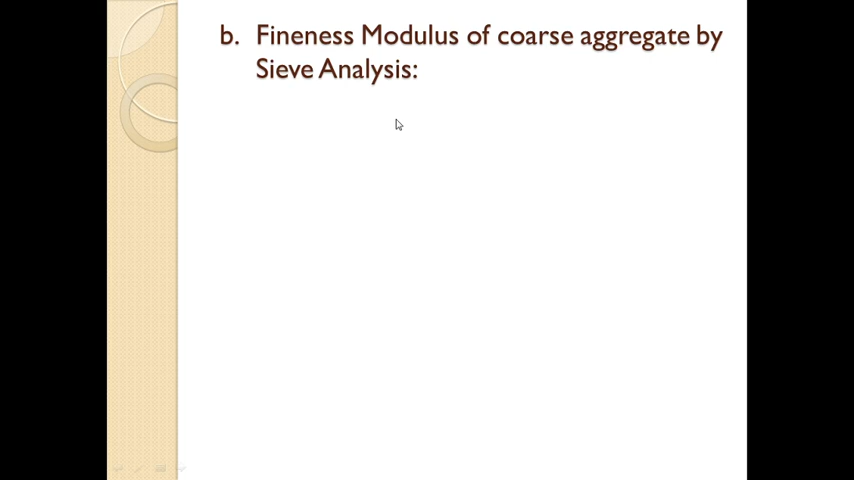 b. Fineness Modulus of coarse aggregate by
Sieve Analysis: